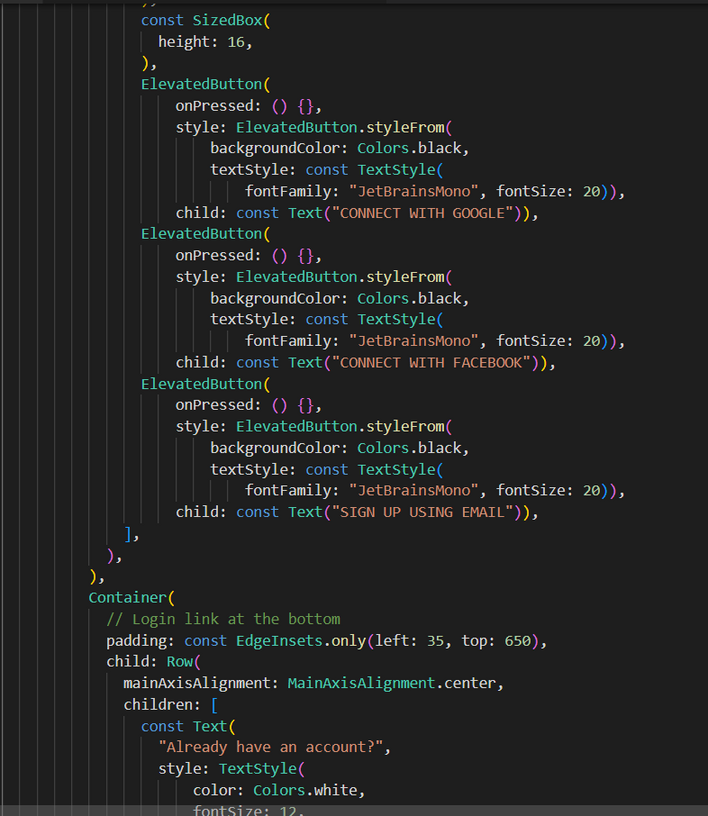 const SizedBox(
height: 16,
),
ElevatedButton(
onPressed: () {},
style: ElevatedButton.styleFrom(
backgroundColor: Colors.black,
textStyle: const TextStyle(
fontFamily: "JetBrainsMono", fontSize: 20)),
child: const Text("CONNECT WITH GOOGLE")),
ElevatedButton(
onPressed: () {},
style: ElevatedButton.styleFrom(
backgroundColor: Colors.black,
textStyle: const TextStyle(
fontFamily: "JetBrainsMono", fontSize: 20)),
child: const Text("CONNECT WITH FACEBOOK")),
ElevatedButton(
onPressed: () {},
style: ElevatedButton.styleFrom(
backgroundColor: Colors.black,
textStyle: const TextStyle(
fontFamily: "JetBrainsMono", fontSize: 20)),
child: const Text("SIGN UP USING EMAIL")),
],
),
),
Container(
// Login link at the bottom
padding: const EdgeInsets.only(left: 35, top: 650),
child: Row(
mainAxisAlignment: MainAxisAlignment.center,
children: [
const Text(
"Already have an account?",
style: TextStyle(
color: Colors.white,
fontSize: 12,